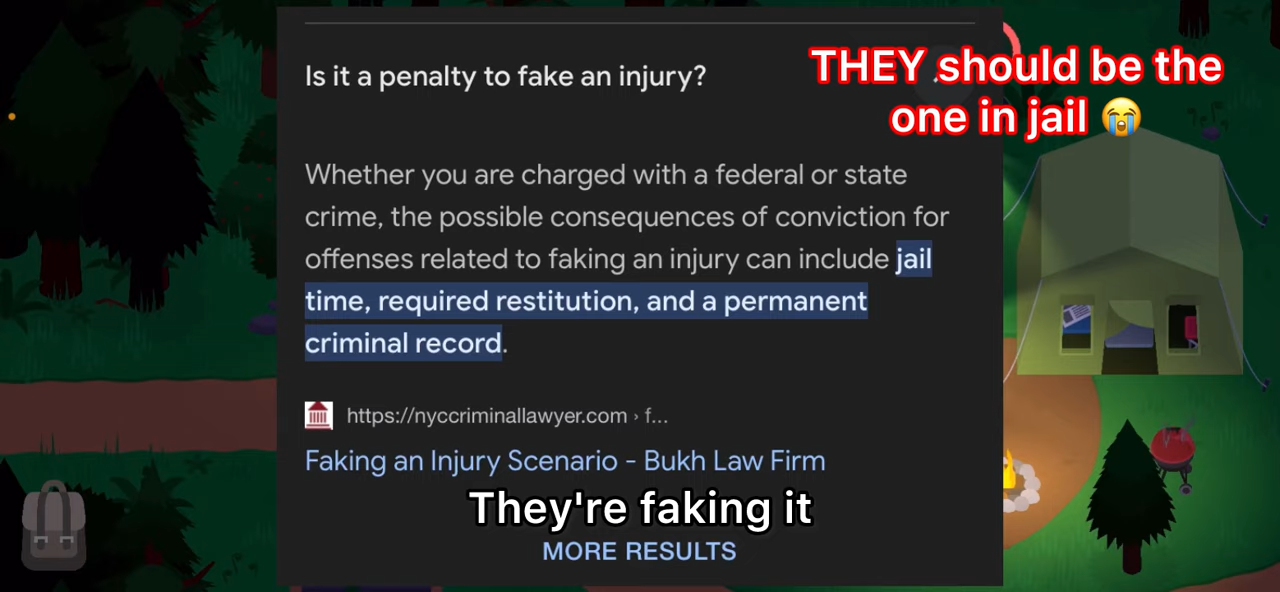 Is it a penalty to fake an injury?
THEY should be the
one in jail 😭
Whether you are charged with a federal or state
crime, the possible consequences of conviction for
offenses related to faking an injury can include jail
time, required restitution, and a permanent
criminal record.
https://nyccriminallawyer.com › f...
Faking an Injury Scenario - Bukh Law Firm
They're faking it
MORE RESULTS